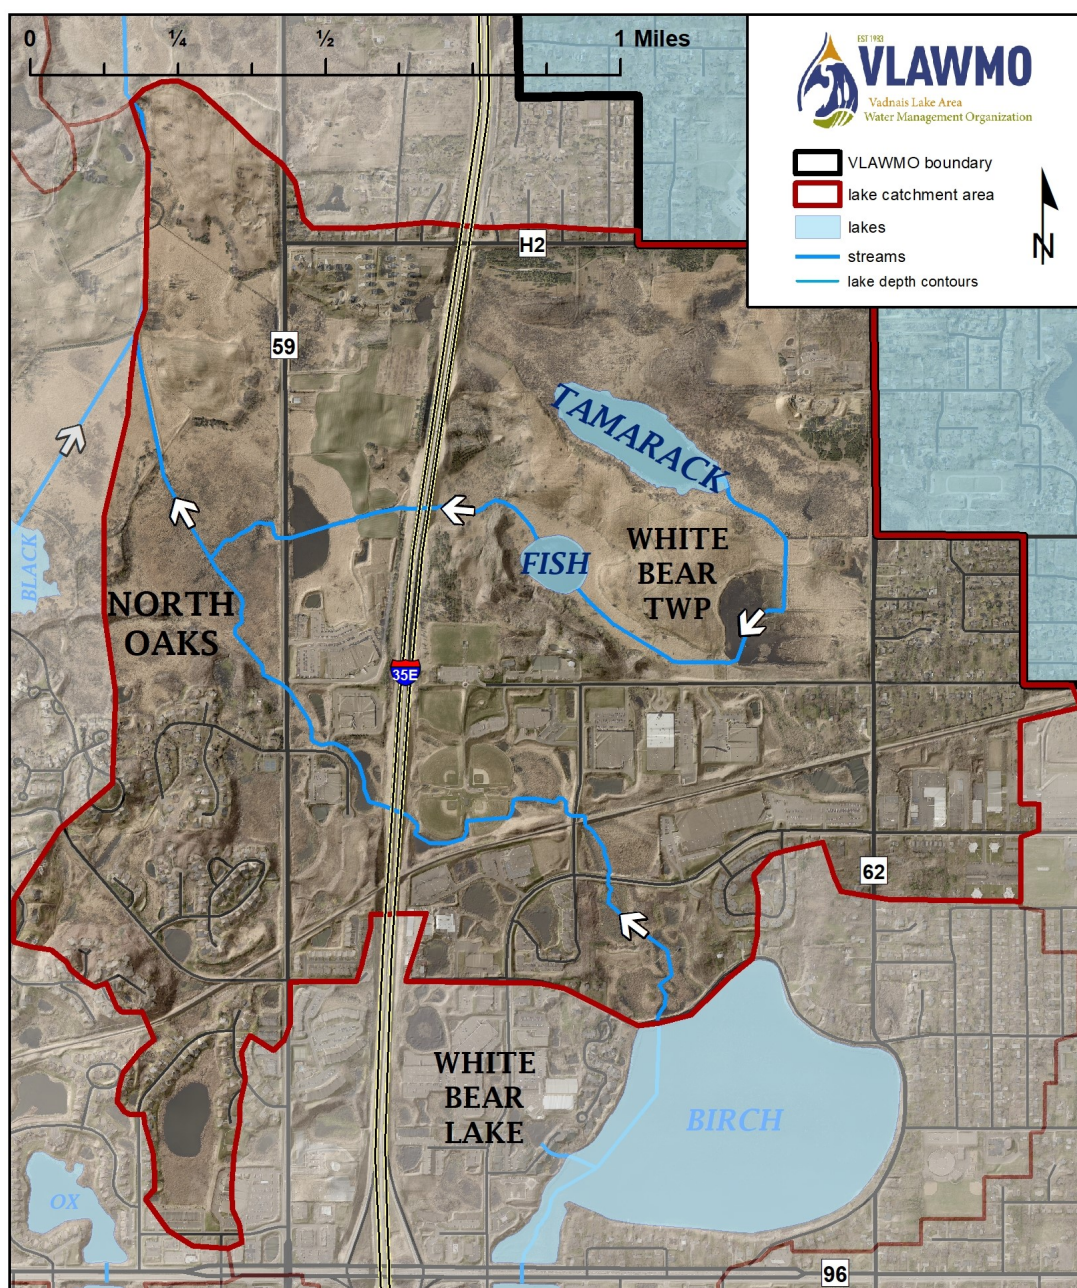 0 ¼ ½ 1 Miles
EST 1983
VLAWMO
Vadnais Lake Area
Water Management Organization
VLAWMO boundary
lake catchment area
lakes
streams
lake depth contours
N
H2
59
TAMARACK
BLACK
FISH
WHITE
BEAR
TWP
NORTH
OAKS
35E
62
WHITE
BEAR
LAKE
BIRCH
OX
96